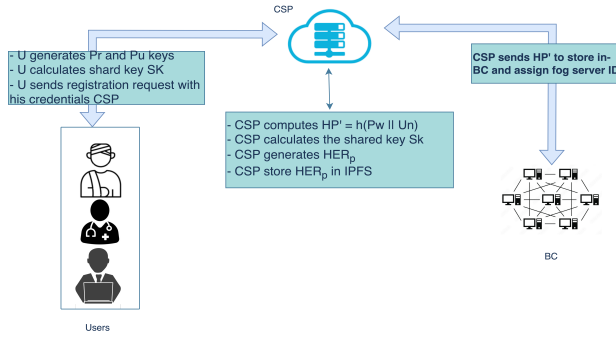 CSP
- U generates Pr and Pu keys
- U calculates shard key SK
- U sends registration request with
his credentials CSP
CSP sends HP' to store in-
BC and assign fog server ID
- CSP computes HP' = h(Pw ll Un)
- CSP calculates the shared key Sk
- CSP generates HERp
- CSP store HERp in IPFS
BC
Users